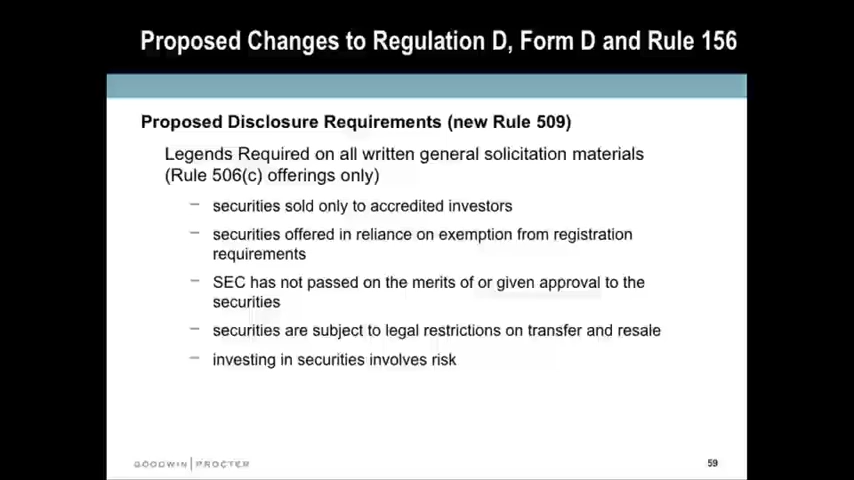 Proposed Changes to Regulation D, Form D and Rule 156
Proposed Disclosure Requirements (new Rule 509)
Legends Required on all written general solicitation materials
(Rule 506(c) offerings only)
– securities sold only to accredited investors
– securities offered in reliance on exemption from registration
requirements
– SEC has not passed on the merits of or given approval to the
securities
– securities are subject to legal restrictions on transfer and resale
– investing in securities involves risk
GOODWIN | PROCTER
59